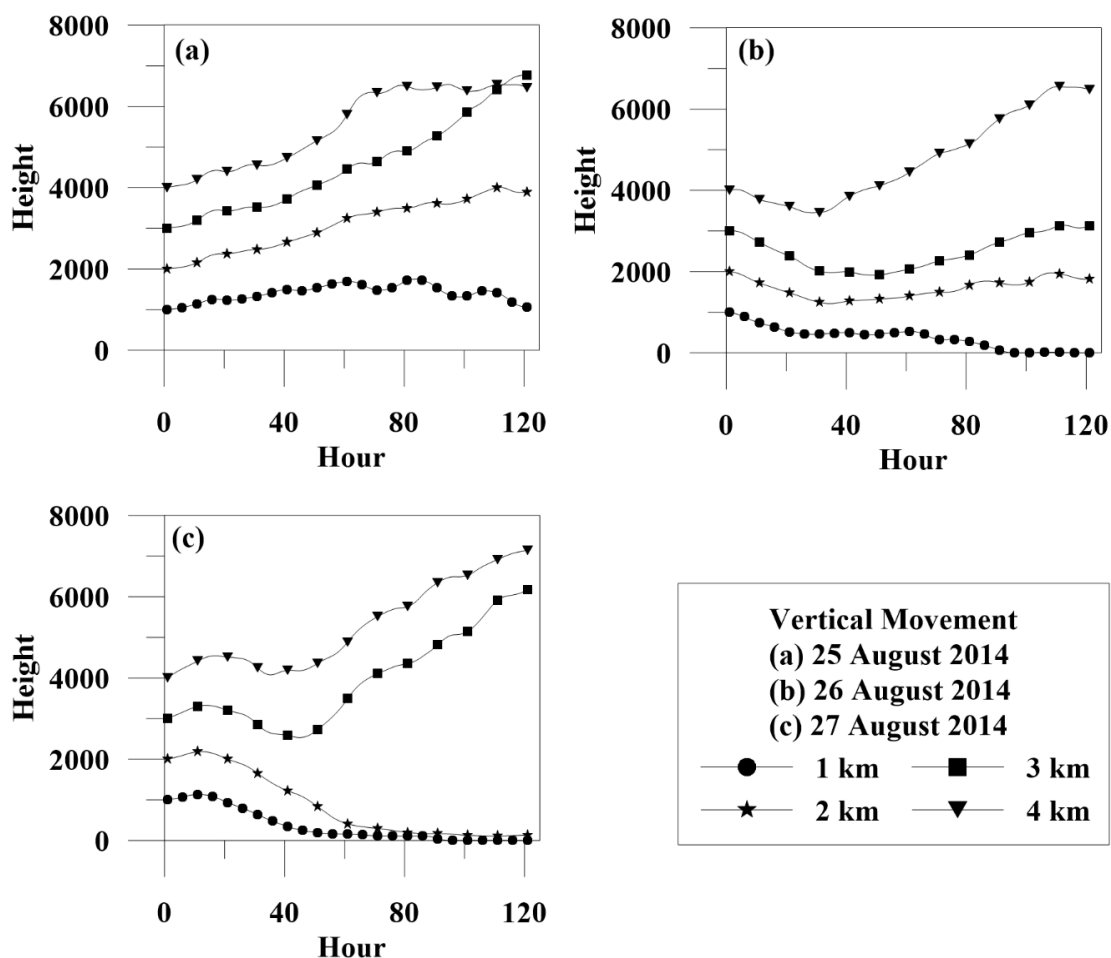 (a)
8000
6000
4000
2000
0
Height
0 40 80 120
Hour
(b)
8000
6000
4000
2000
0
Height
0 40 80 120
Hour
(c)
8000
6000
4000
2000
0
Height
0 40 80 120
Hour
Vertical Movement
(a) 25 August 2014
(b) 26 August 2014
(c) 27 August 2014
1 km 3 km
2 km 4 km